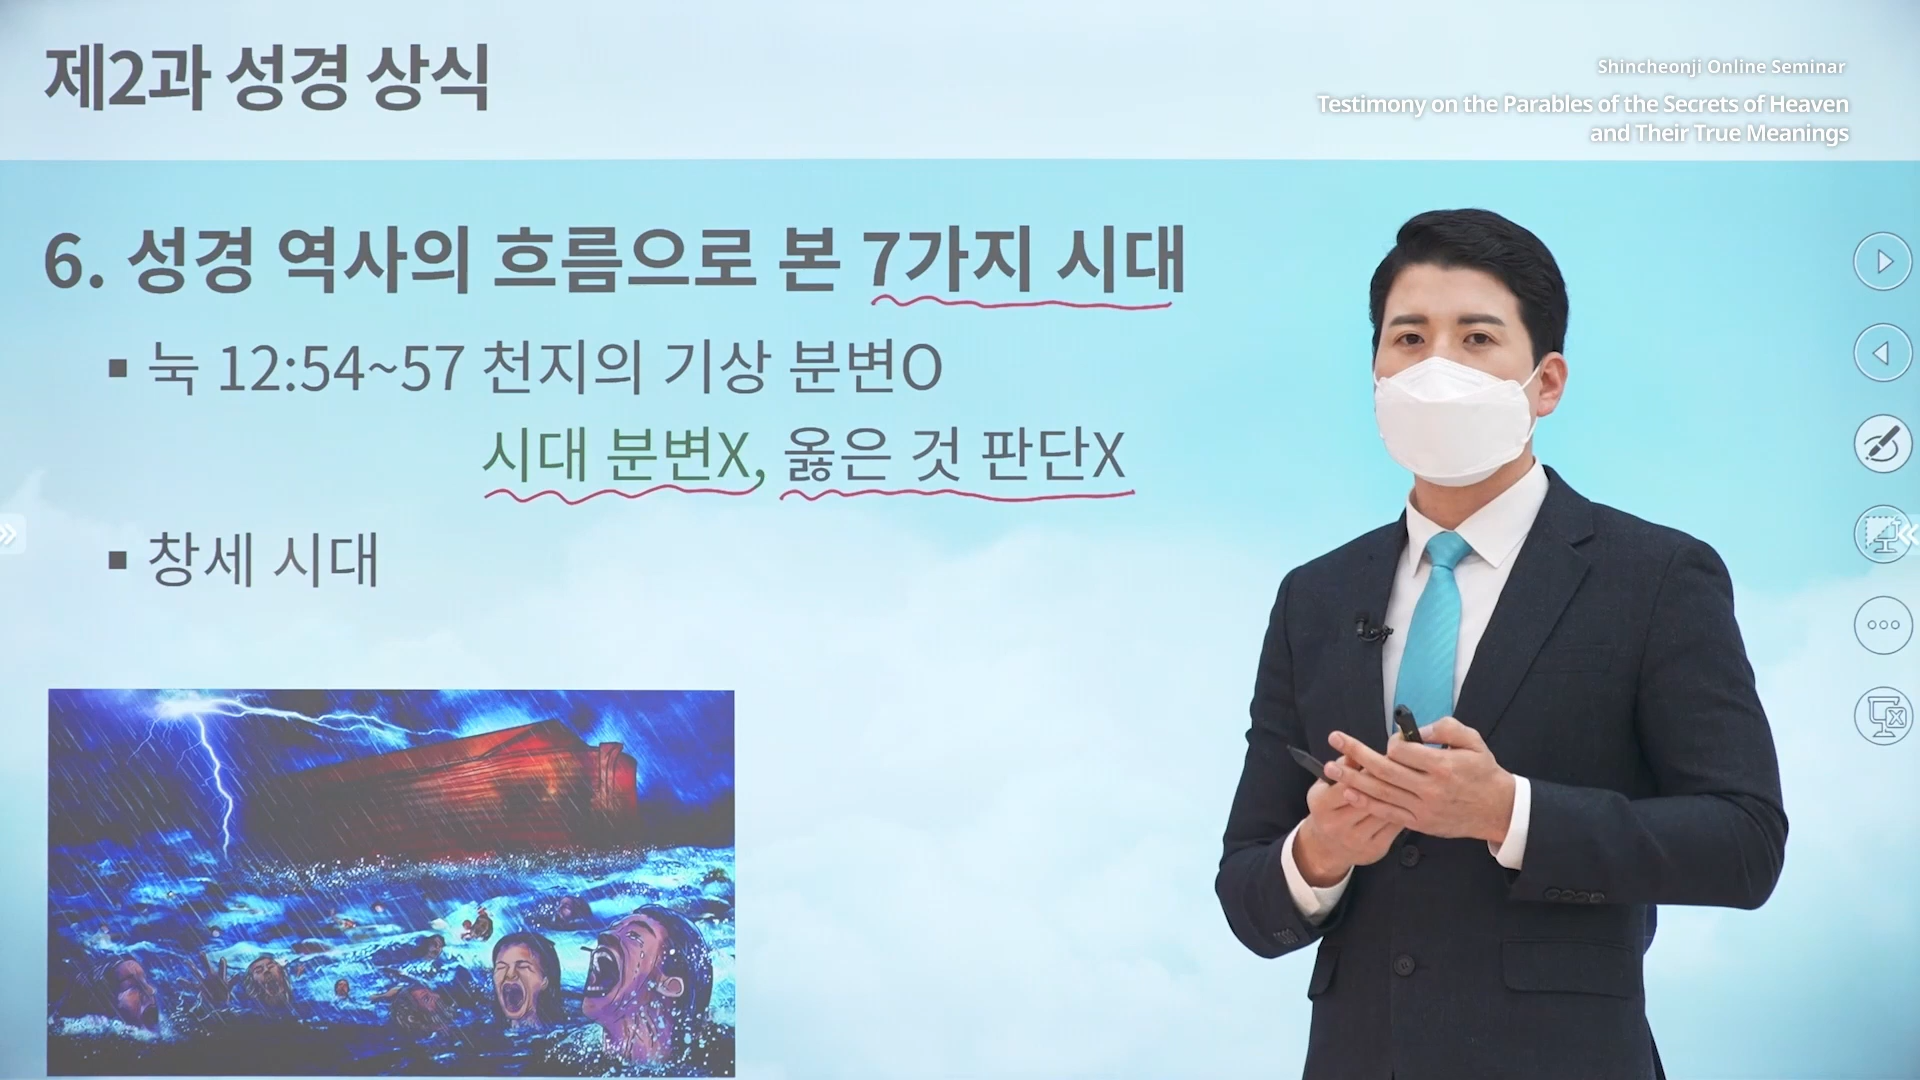 제2과 성경 상식
Shincheonji Online Seminar
Testimony on the Parables of the Secrets of Heaven
and Their True Meanings
6. 성경 역사의 흐름으로 본 7가지 시대
▪ 눅 12:54~57 천지의 기상 분변O
시대 분변X, 옳은 것 판단X
▪ 창세 시대